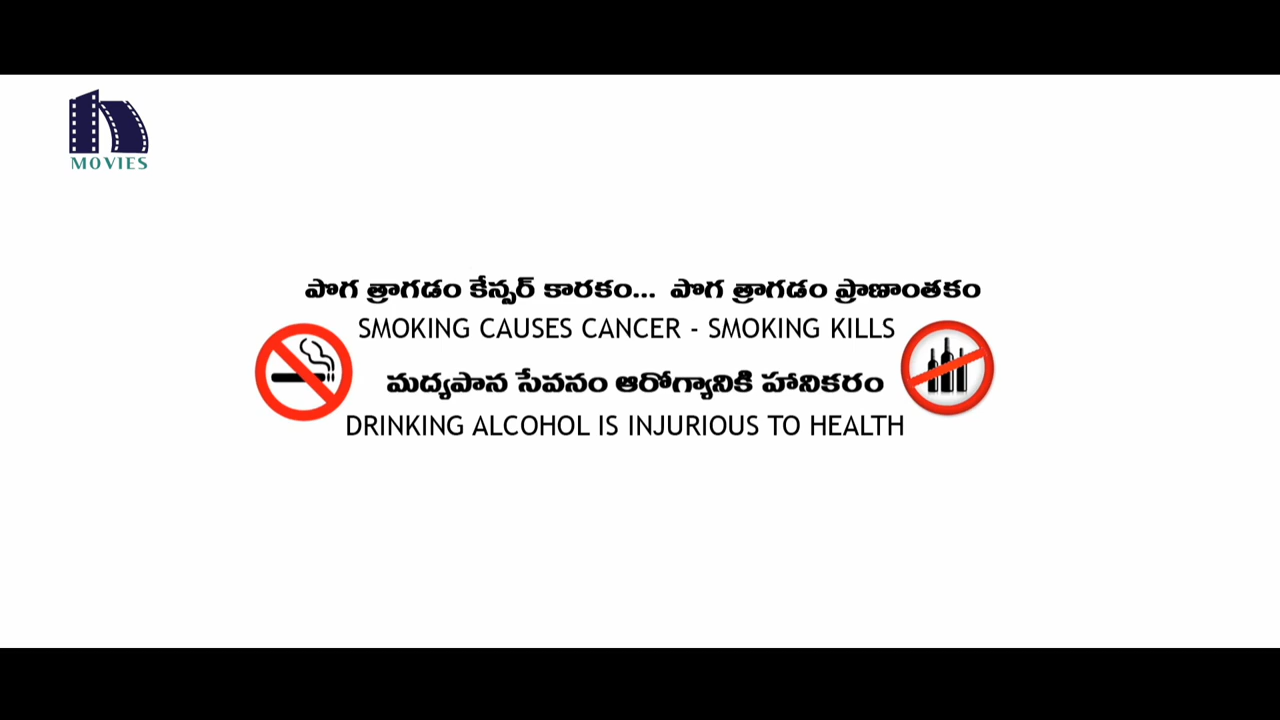 MOVIES
పొగ త్రాగడం కేన్సర్ కారకం... పొగ త్రాగడం ప్రాణాంతకం
SMOKING CAUSES CANCER - SMOKING KILLS
మద్యపాన సేవనం ఆరోగ్యానికి హానికరం
DRINKING ALCOHOL IS INJURIOUS TO HEALTH